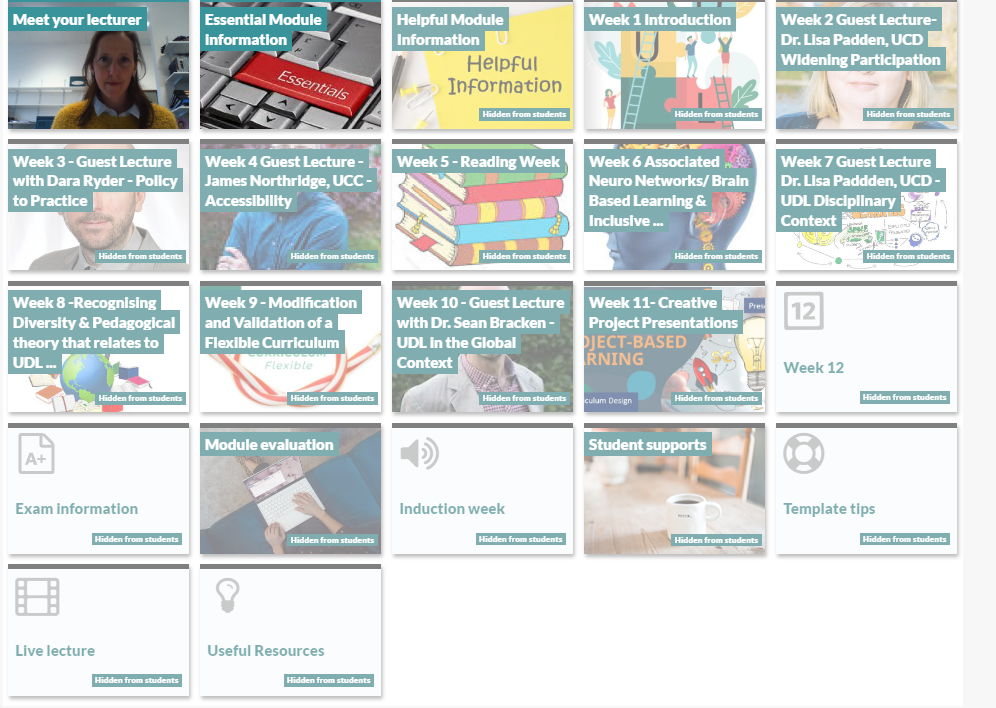 Meet your lecturer
Essential Module
Information
Essentials
Helpful Module
Information
Helpful
Information
Hidden from students
Week 1 Introduction
Hidden from students
Week 2 Guest Lecture-
Dr. Lisa Padden, UCD
Widening Participation
Hidden from students
Week 3 - Guest Lecture
with Dara Ryder - Policy
to Practice
Hidden from students
Week 4 Guest Lecture -
James Northridge, UCC -
Accessibility
Hidden from students
Week 5 - Reading Week
Hidden from students
Week 6 Associated
Neuro Networks/ Brain
Based Learning &
Inclusive ...
Hidden from students
Week 7 Guest Lecture
Dr. Lisa Paddden, UCD -
UDL Disciplinary
Context
Hidden from students
Week 8 -Recognising
Diversity & Pedagogical
theory that relates to
UDL ...
Hidden from students
Week 9 - Modification
and Validation of a
Flexible Curriculum
CURRICULUM
Flexible
Hidden from students
Week 10 - Guest Lecture
with Dr. Sean Bracken -
UDL in the Global
Context
Hidden from students
Week 11- Creative
Project Presentations
Prese
OJECT-BASED
ARNING
iculum Design
Hidden from students
12
Week 12
Hidden from students
A+
Exam information
Hidden from students
Module evaluation
Hidden from students
Induction week
Hidden from students
Student supports
Hidden from students
Template tips
Hidden from students
Live lecture
Hidden from students
Useful Resources
Hidden from students